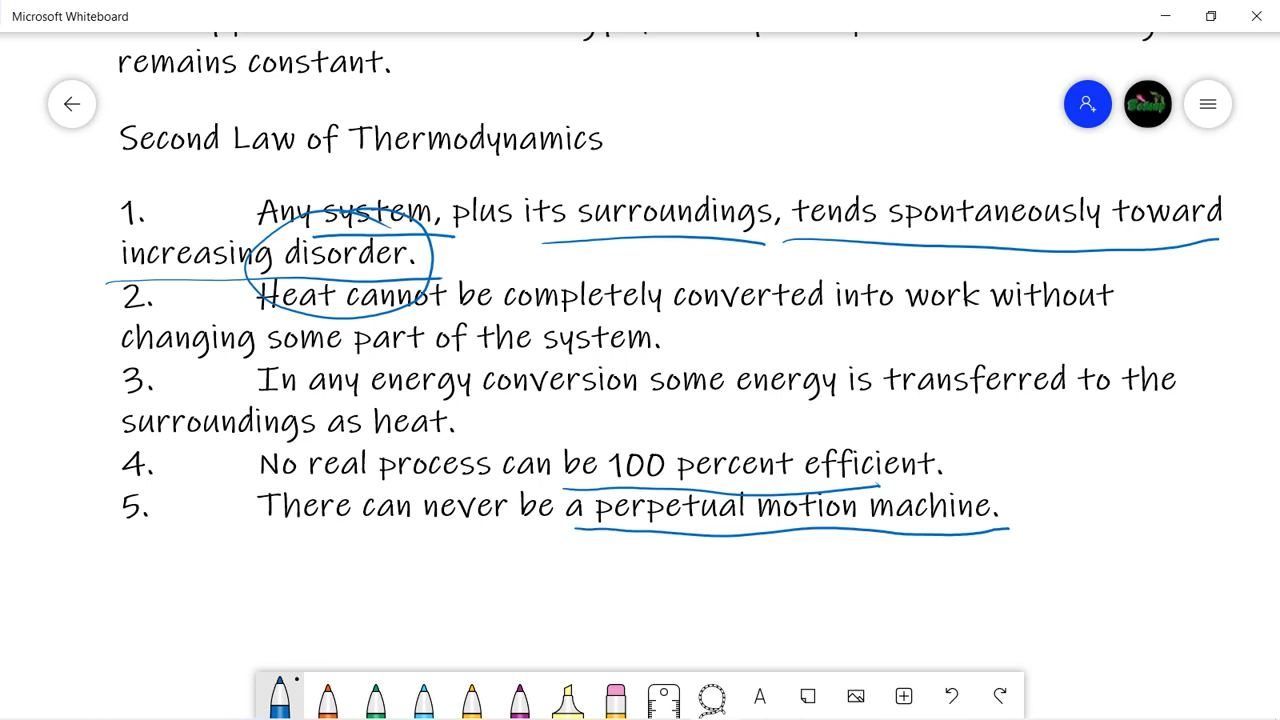 Microsoft Whiteboard
remains constant.
Second Law of Thermodynamics
1. Any system, plus its surroundings, tends spontaneously toward
increasing disorder.
2. Heat cannot be completely converted into work without
changing some part of the system.
3. In any energy conversion some energy is transferred to the
surroundings as heat.
4. No real process can be 100 percent efficient.
5. There can never be a perpetual motion machine.
A